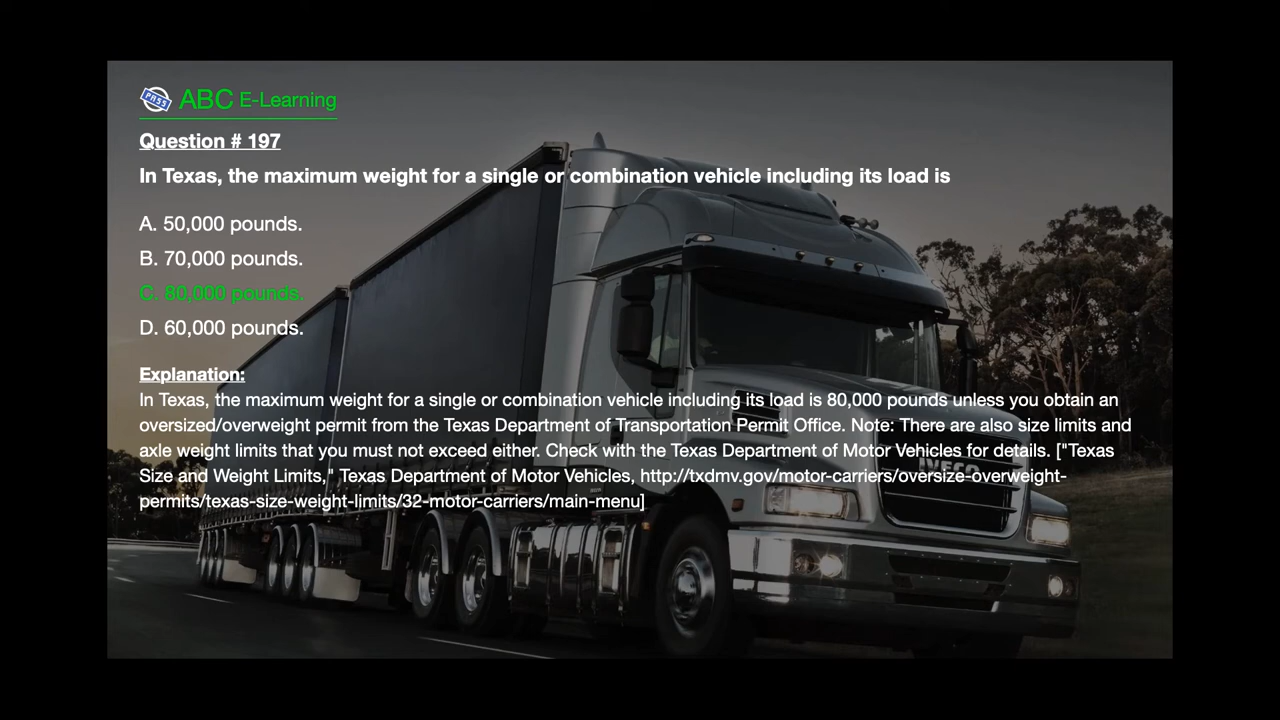 PASS ABC E-Learning
Question # 197
In Texas, the maximum weight for a single or combination vehicle including its load is
A. 50,000 pounds.
B. 70,000 pounds.
C. 80,000 pounds.
D. 60,000 pounds.
Explanation:
In Texas, the maximum weight for a single or combination vehicle including its load is 80,000 pounds unless you obtain an
oversized/overweight permit from the Texas Department of Transportation Permit Office. Note: There are also size limits and
axle weight limits that you must not exceed either. Check with the Texas Department of Motor Vehicles for details. ["Texas
Size and Weight Limits," Texas Department of Motor Vehicles, http://txdmv.gov/motor-carriers/oversize-overweight-
permits/texas-size-weight-limits/32-motor-carriers/main-menu]
IVECO